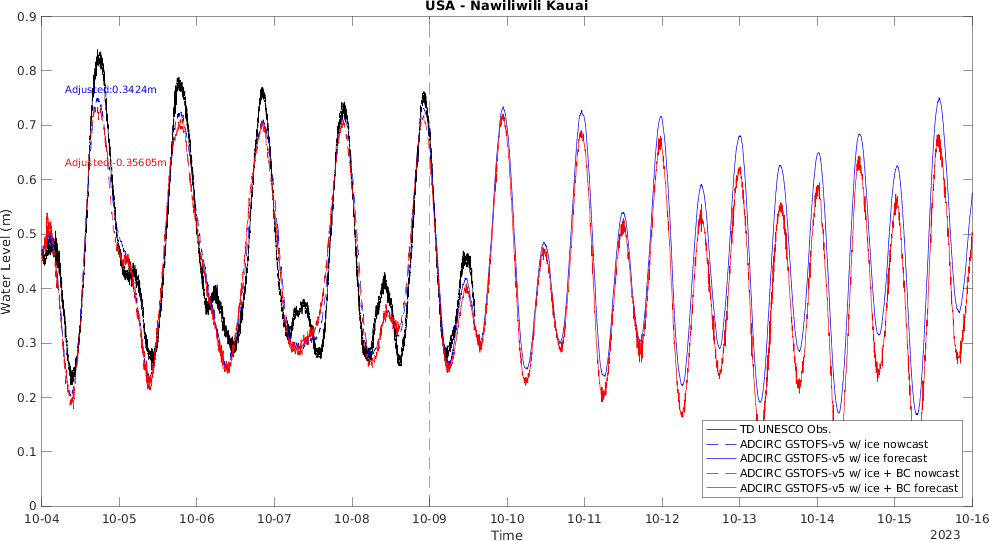 USA - Nawiliwili Kauai
0.9
0.8
0.7
0.6
0.5
0.4
0.3
0.2
0.1
0
Water Level (m)
Adjusted:0.3424m
Adjusted:-0.35605m
TD UNESCO Obs.
ADCIRC GSTOFS-v5 w/ ice nowcast
ADCIRC GSTOFS-v5 w/ ice forecast
ADCIRC GSTOFS-v5 w/ ice + BC nowcast
ADCIRC GSTOFS-v5 w/ ice + BC forecast
10-04 10-05 10-06 10-07 10-08 10-09 10-10 10-11 10-12 10-13 10-14 10-15 10-16
Time
2023